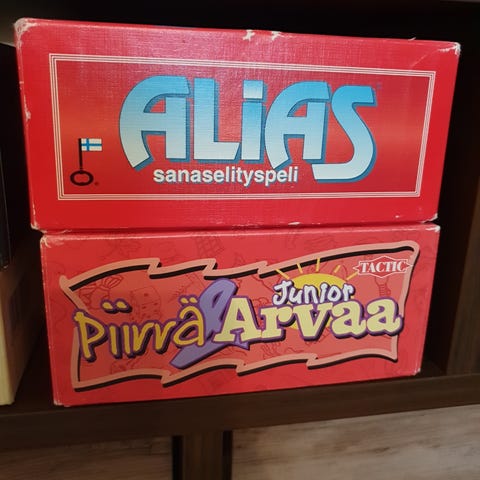 ALiAS
sanaselityspeli
TACTIC
Junior
Piirrä & Arvaa